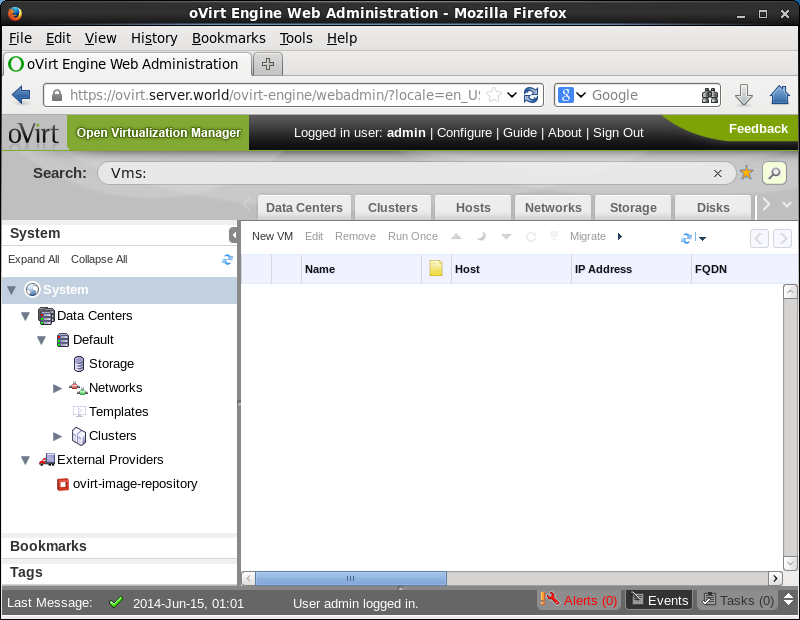 oVirt Engine Web Administration - Mozilla Firefox
File Edit View History Bookmarks Tools Help
oVirt Engine Web Administration
https://ovirt.server.world/ovirt-engine/webadmin/?locale=en_US
8 Google
oVirt Open Virtualization Manager Logged in user: admin | Configure | Guide | About | Sign Out Feedback
Search: Vms:
Data Centers Clusters Hosts Networks Storage Disks
System
New VM Edit Remove Run Once Migrate
Expand All Collapse All
Name Host IP Address FQDN
System
Data Centers
Default
Storage
Networks
Templates
Clusters
External Providers
ovirt-image-repository
Bookmarks
Tags
Last Message: 2014-Jun-15, 01:01 User admin logged in. Alerts (0) Events Tasks (0)